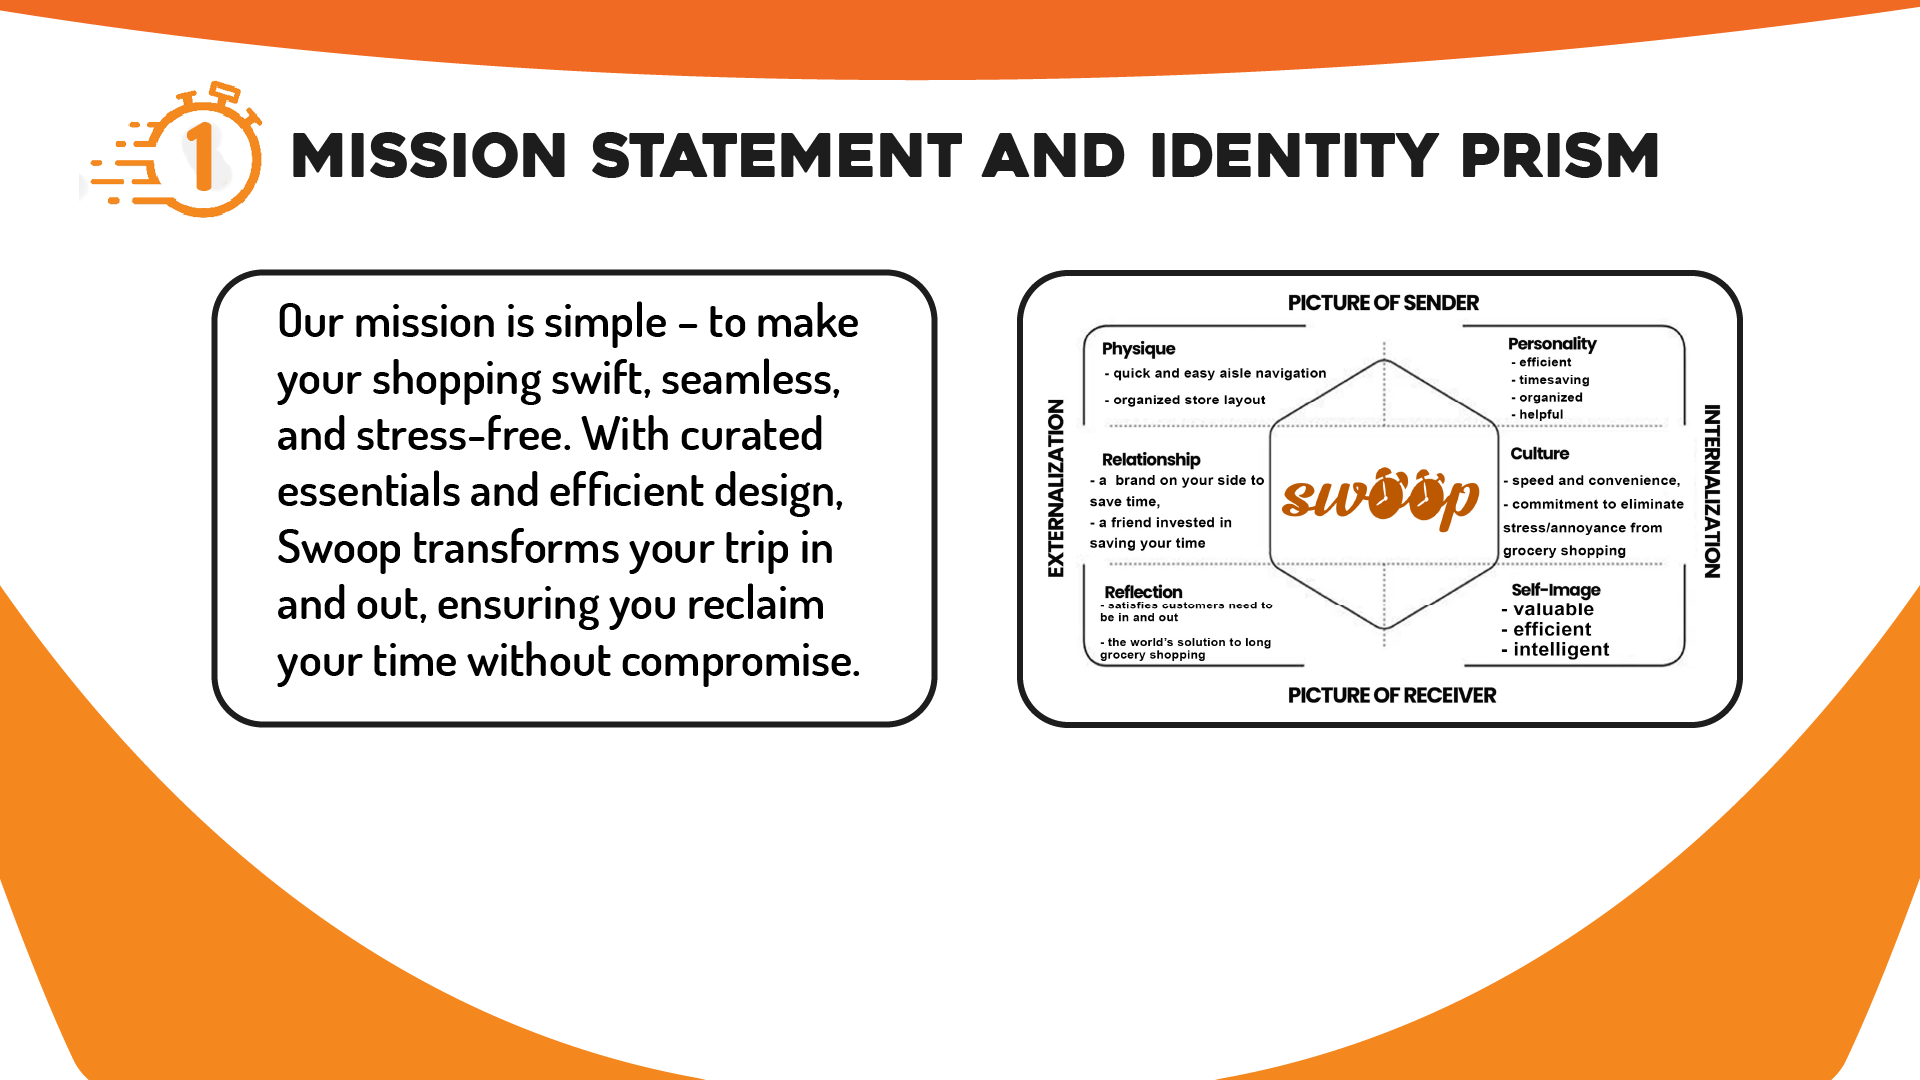 1
MISSION STATEMENT AND IDENTITY PRISM
Our mission is simple – to make
your shopping swift, seamless,
and stress-free. With curated
essentials and efficient design,
Swoop transforms your trip in
and out, ensuring you reclaim
your time without compromise.
PICTURE OF SENDER
EXTERNALIZATION
Physique
- quick and easy aisle navigation
- organized store layout
Personality
- efficient
- timesaving
- organized
- helpful
Relationship
- a brand on your side to
save time,
- a friend invested in
saving your time
swoop
Culture
- speed and convenience,
- commitment to eliminate
stress/annoyance from
grocery shopping
Reflection
- satisfies customers need to
be in and out
- the world's solution to long
grocery shopping
Self-Image
- valuable
- efficient
- intelligent
INTERNALIZATION
PICTURE OF RECEIVER